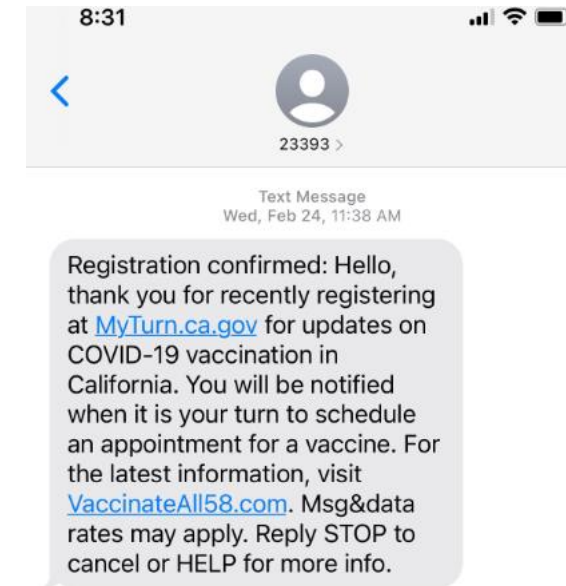 8:31
23393 >
Text Message
Wed, Feb 24, 11:38 AM
Registration confirmed: Hello,
thank you for recently registering
at MyTurn.ca.gov for updates on
COVID-19 vaccination in
California. You will be notified
when it is your turn to schedule
an appointment for a vaccine. For
the latest information, visit
VaccinateAll58.com. Msg&data
rates may apply. Reply STOP to
cancel or HELP for more info.